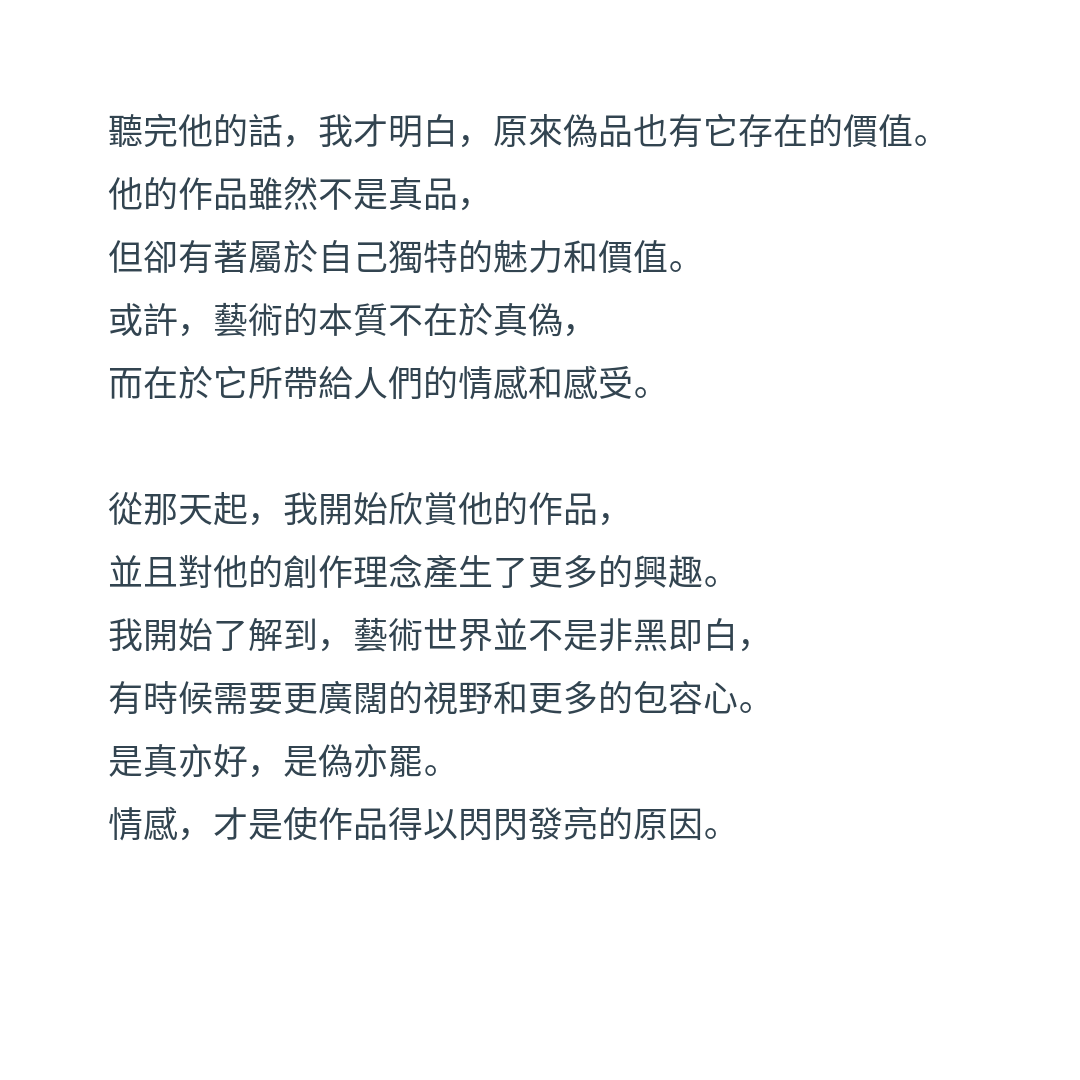 聽完他的話，我才明白，原來偽品也有它存在的價值。
他的作品雖然不是真品，
但卻有著屬於自己獨特的魅力和價值。
或許，藝術的本質不在於真偽，
而在於它所帶給人們的情感和感受。
從那天起，我開始欣賞他的作品，
並且對他的創作理念產生了更多的興趣。
我開始了解到，藝術世界並不是非黑即白，
有時候需要更廣闊的視野和更多的包容心。
是真亦好，是偽亦罷。
情感，才是使作品得以閃閃發亮的原因。